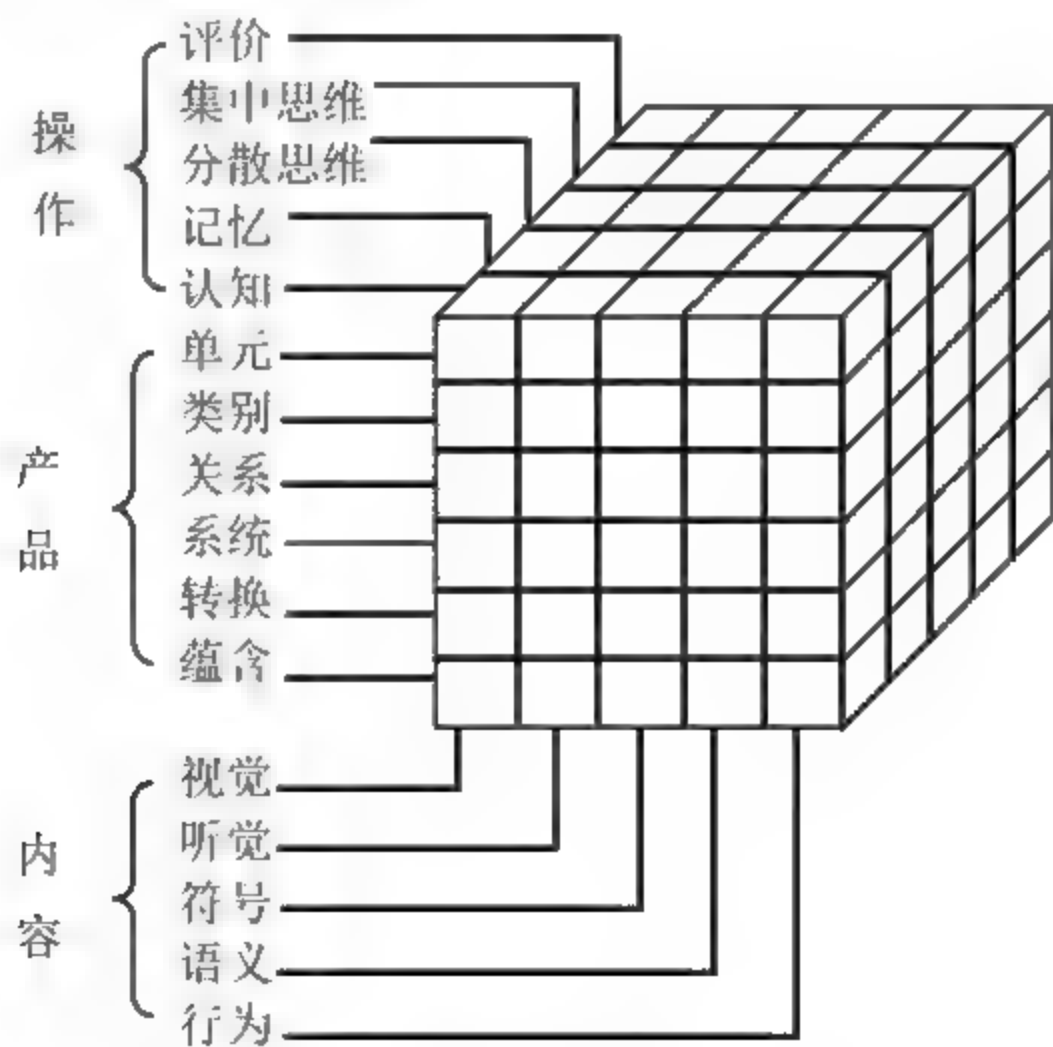 操作
评价
集中思维
分散思维
记忆
认知
产品
单元
类别
关系
系统
转换
蕴含
内容
视觉
听觉
符号
语义
行为